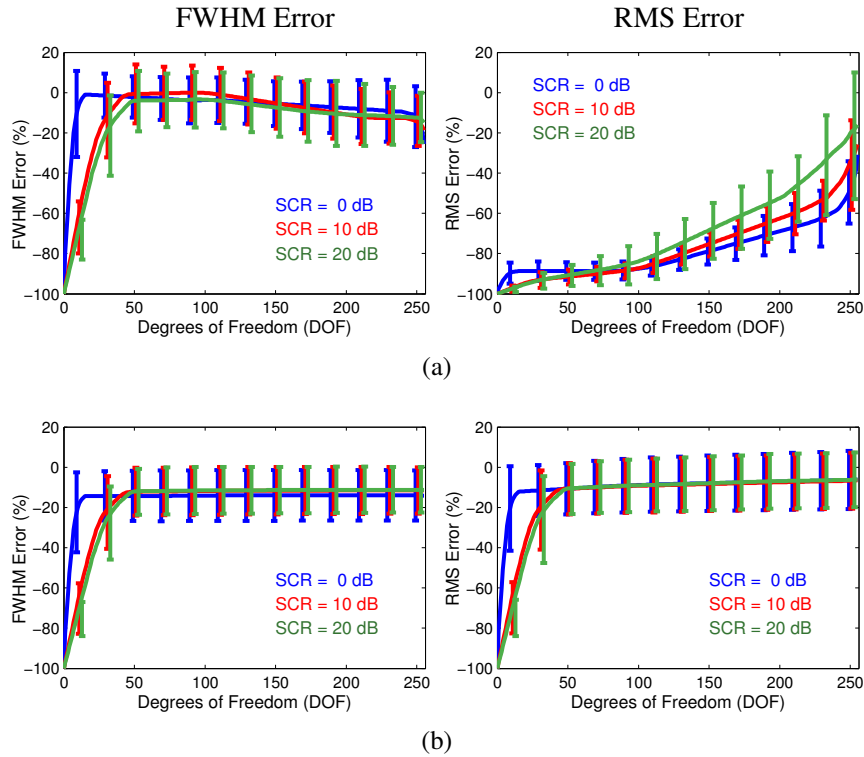 FWHM Error
RMS Error
20
0
−20
−40
−60
−80
−100
FWHM Error (%)
SCR = 0 dB
SCR = 10 dB
SCR = 20 dB
0 50 100 150 200 250
Degrees of Freedom (DOF)
20
0
−20
−40
−60
−80
−100
RMS Error (%)
SCR = 0 dB
SCR = 10 dB
SCR = 20 dB
0 50 100 150 200 250
Degrees of Freedom (DOF)
(a)
20
0
−20
−40
−60
−80
−100
FWHM Error (%)
SCR = 0 dB
SCR = 10 dB
SCR = 20 dB
0 50 100 150 200 250
Degrees of Freedom (DOF)
20
0
−20
−40
−60
−80
−100
RMS Error (%)
SCR = 0 dB
SCR = 10 dB
SCR = 20 dB
0 50 100 150 200 250
Degrees of Freedom (DOF)
(b)